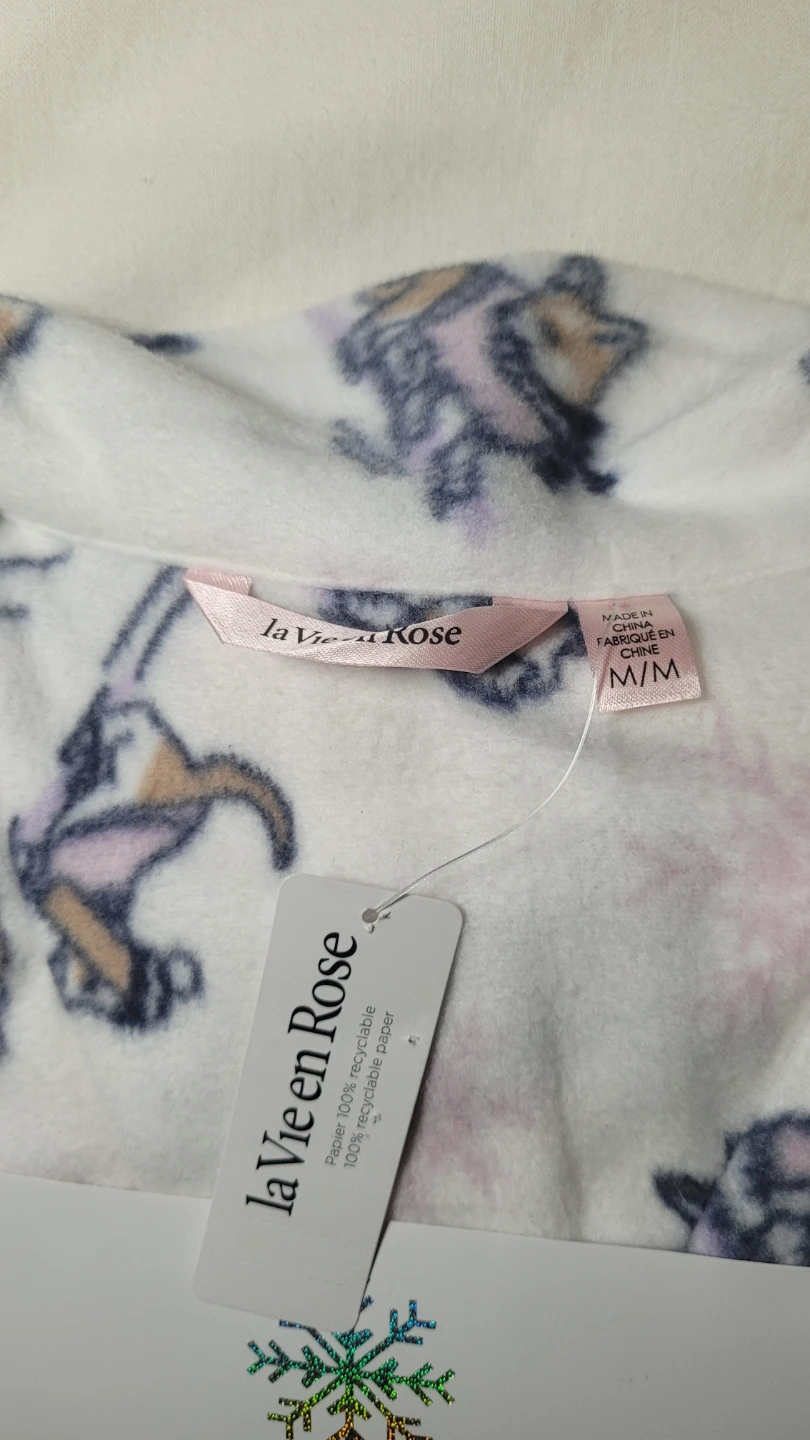 la Vie en Rose
MADE IN
CHINA
FABRIQUÉ EN
CHINE
M/M
la Vie en Rose
Papier 100% recyclable
100% recyclable paper